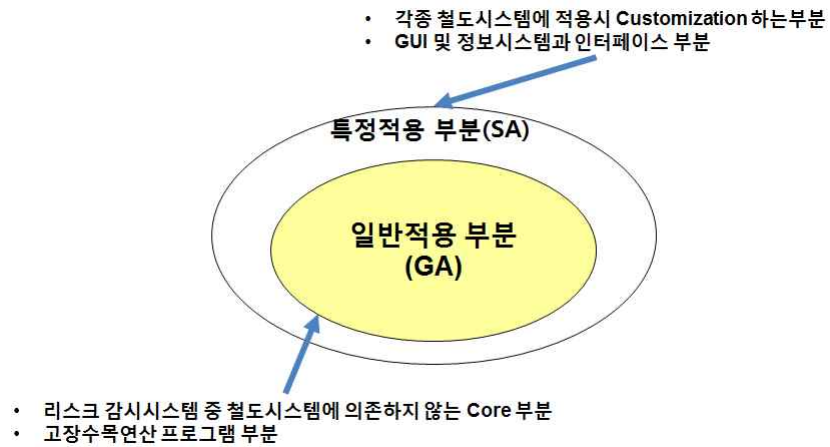 • 각종 철도시스템에 적용시 Customization 하는부분
• GUI 및 정보시스템과 인터페이스 부분
특정적용 부분(SA)
일반적용 부분
(GA)
• 리스크 감시시스템 중 철도시스템에 의존하지 않는 Core 부분
• 고장수목연산 프로그램 부분